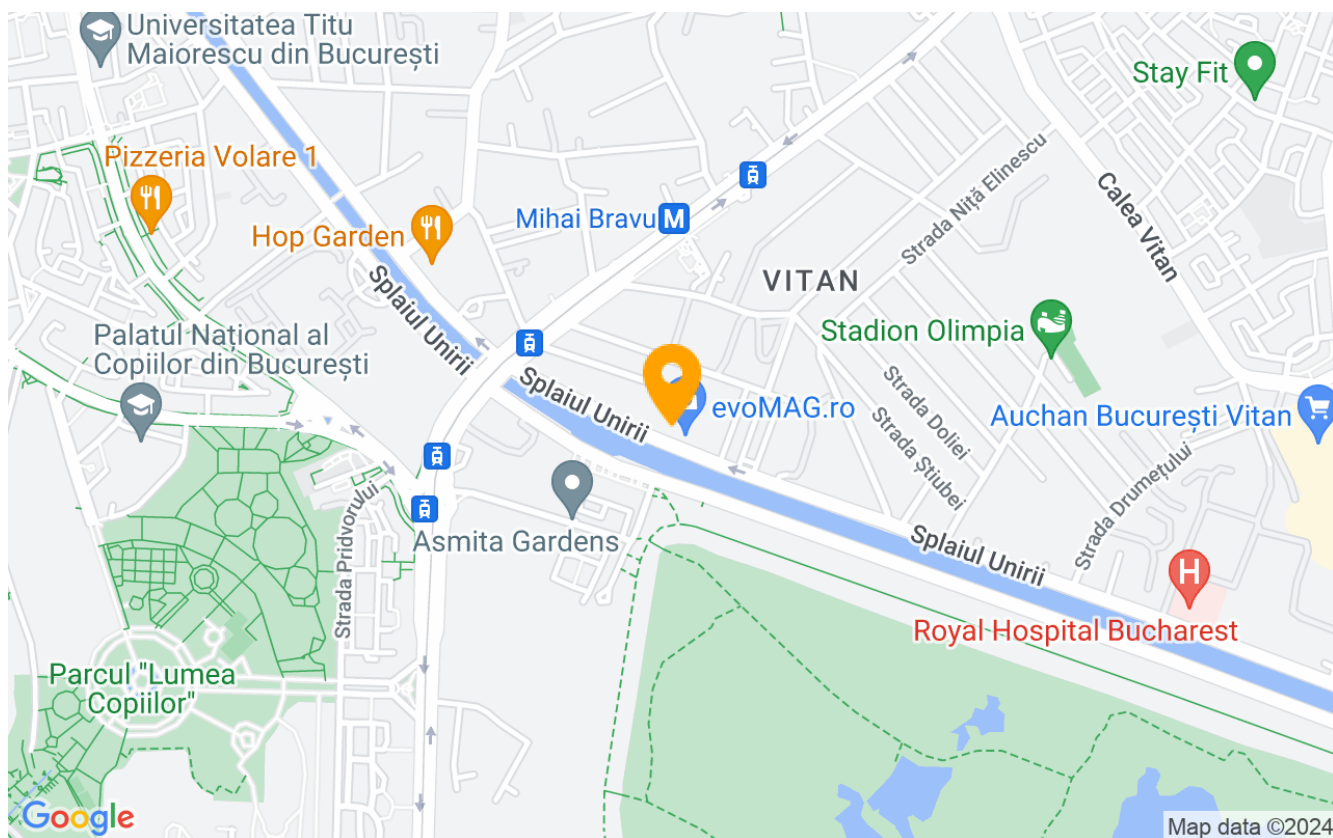 Universitatea Titu
Maiorescu din București
Stay Fit
Pizzeria Volare 1
Strada Niță Elinescu
Calea Vitan
Mihai Bravu M
Hop Garden
VITAN
Splaiul Unirii
Stadion Olimpia
Palatul Național al
Copiilor din București
Splaiul Unirii
evoMAG.ro
Strada Doliei
Auchan București Vitan
Strada Știubei
Strada Drumețului
Strada Pridvorului
Asmita Gardens
Splaiul Unirii
H
Royal Hospital Bucharest
Parcul "Lumea
Copiilor"
Google
Map data ©2024